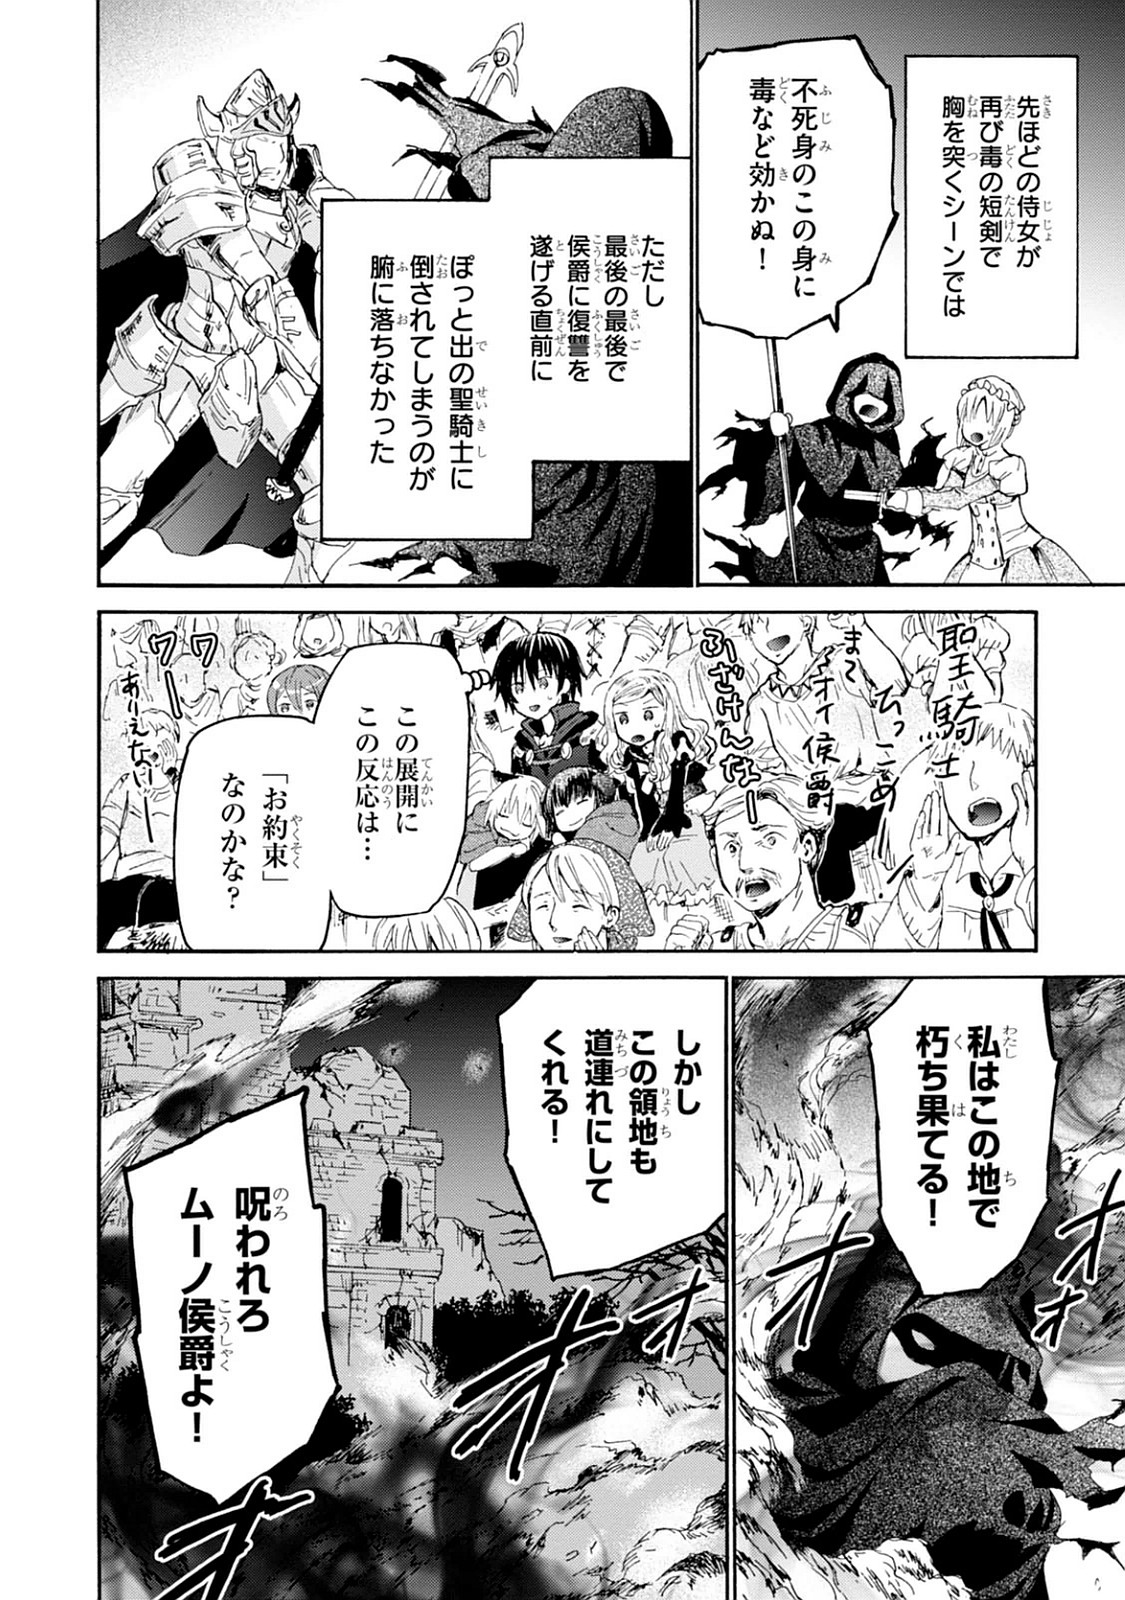 先ほどの侍女が
再び毒の短剣で
胸を突くシーンでは
不死身のこの身に
毒など効かぬ！
ただし
最後の最後で
侯爵に復讐を
遂げる直前に
ぽっと出の聖騎士に
倒されてしまうのが
腑に落ちなかった
聖騎士
ひっこめ
オイ侯爵
まて
ふざけんなー
この展開に
この反応は…
「お約束」
なのかな？
ワー
ワー
ありえないー
私はこの地で
朽ち果てる！
しかし
この領地も
道連れにして
くれる！
呪われろ
ムーノ侯爵よ！
オオオオ